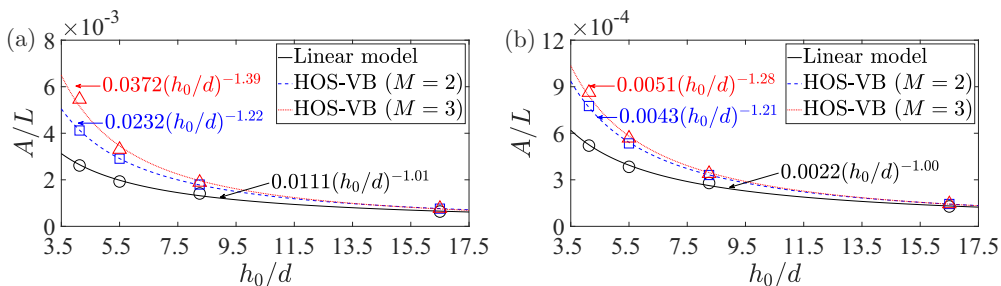 (a)
×10⁻³
8
6
4
2
0
A/L
3.5 5.5 7.5 9.5 11.5 13.5 15.5 17.5
h₀/d
Linear model
HOS-VB (M = 2)
HOS-VB (M = 3)
0.0372(h₀/d)⁻¹·³⁹
0.0232(h₀/d)⁻¹·²²
0.0111(h₀/d)⁻¹·⁰¹
(b)
×10⁻⁴
12
9
6
3
0
A/L
3.5 5.5 7.5 9.5 11.5 13.5 15.5 17.5
h₀/d
Linear model
HOS-VB (M = 2)
HOS-VB (M = 3)
0.0051(h₀/d)⁻¹·²⁸
0.0043(h₀/d)⁻¹·²¹
0.0022(h₀/d)⁻¹·⁰⁰